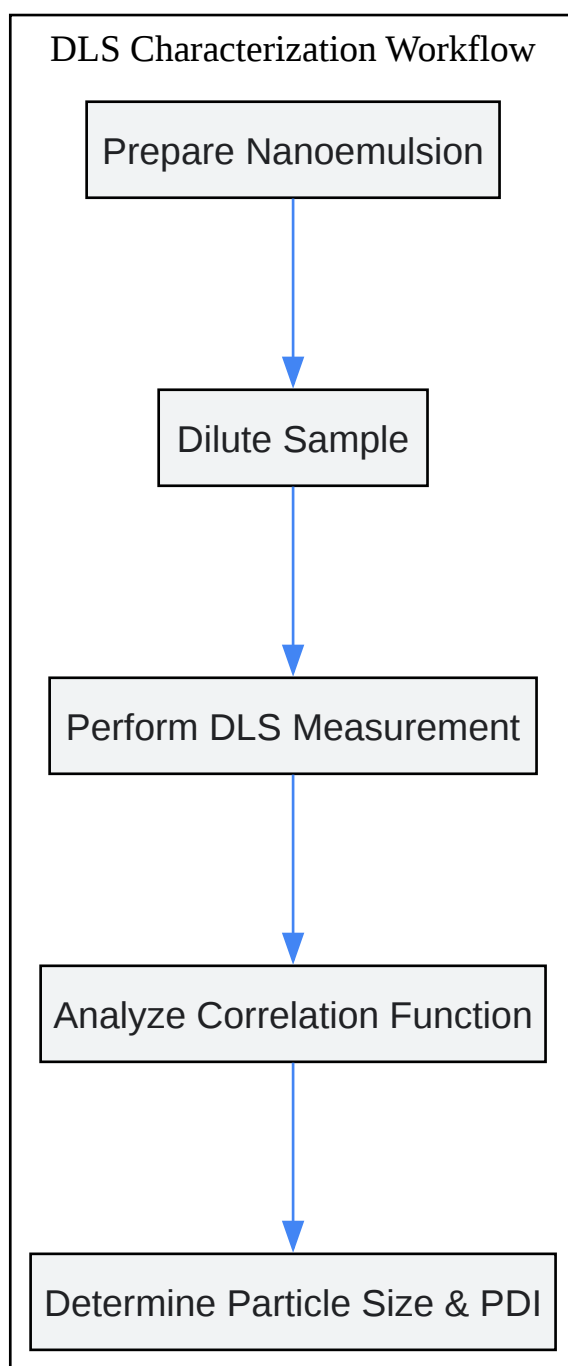 DLS Characterization Workflow
Prepare Nanoemulsion
Dilute Sample
Perform DLS Measurement
Analyze Correlation Function
Determine Particle Size & PDI